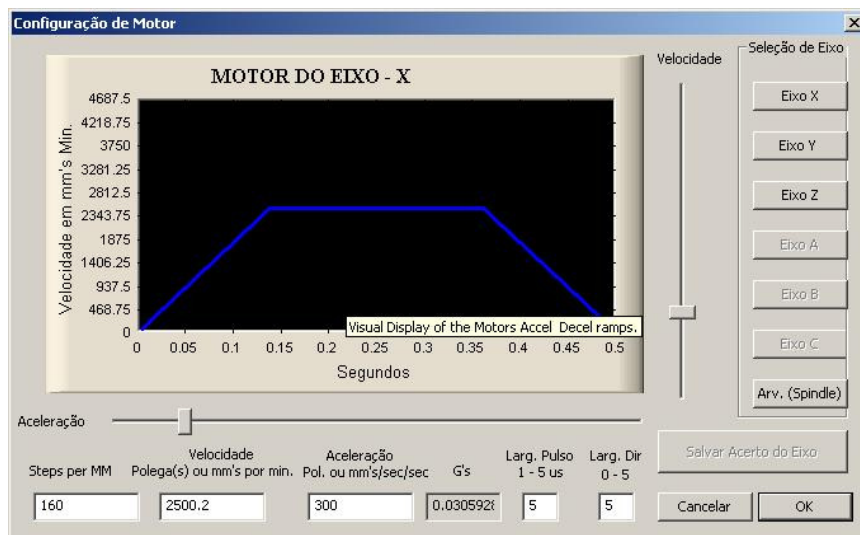 Configuração de Motor
MOTOR DO EIXO - X
Velocidade em mm's Min.
4687.5
4218.75
3750
3281.25
2812.5
2343.75
1875
1406.25
937.5
468.75
0
0 0.05 0.1 0.15 0.2 0.25 0.3 0.35 0.4 0.45 0.5
Segundos
Visual Display of the Motors Accel Decel ramps.
Velocidade
Seleção de Eixo
Eixo X
Eixo Y
Eixo Z
Eixo A
Eixo B
Eixo C
Arv. (Spindle)
Aceleração
Steps per MM
160
Velocidade
Polega(s) ou mm's por min.
2500.2
Aceleração
Pol. ou mm's/sec/sec
300
G's
0.030592
Larg. Pulso
1 - 5 us
5
Larg. Dir
0 - 5
5
Salvar Acerto do Eixo
Cancelar
OK